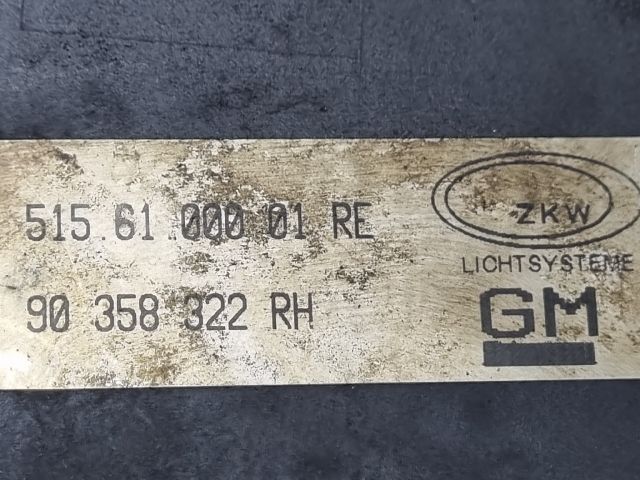 515.61.000 01 RE
ZKW
LICHTSYSTEME
90 358 322 RH
GM